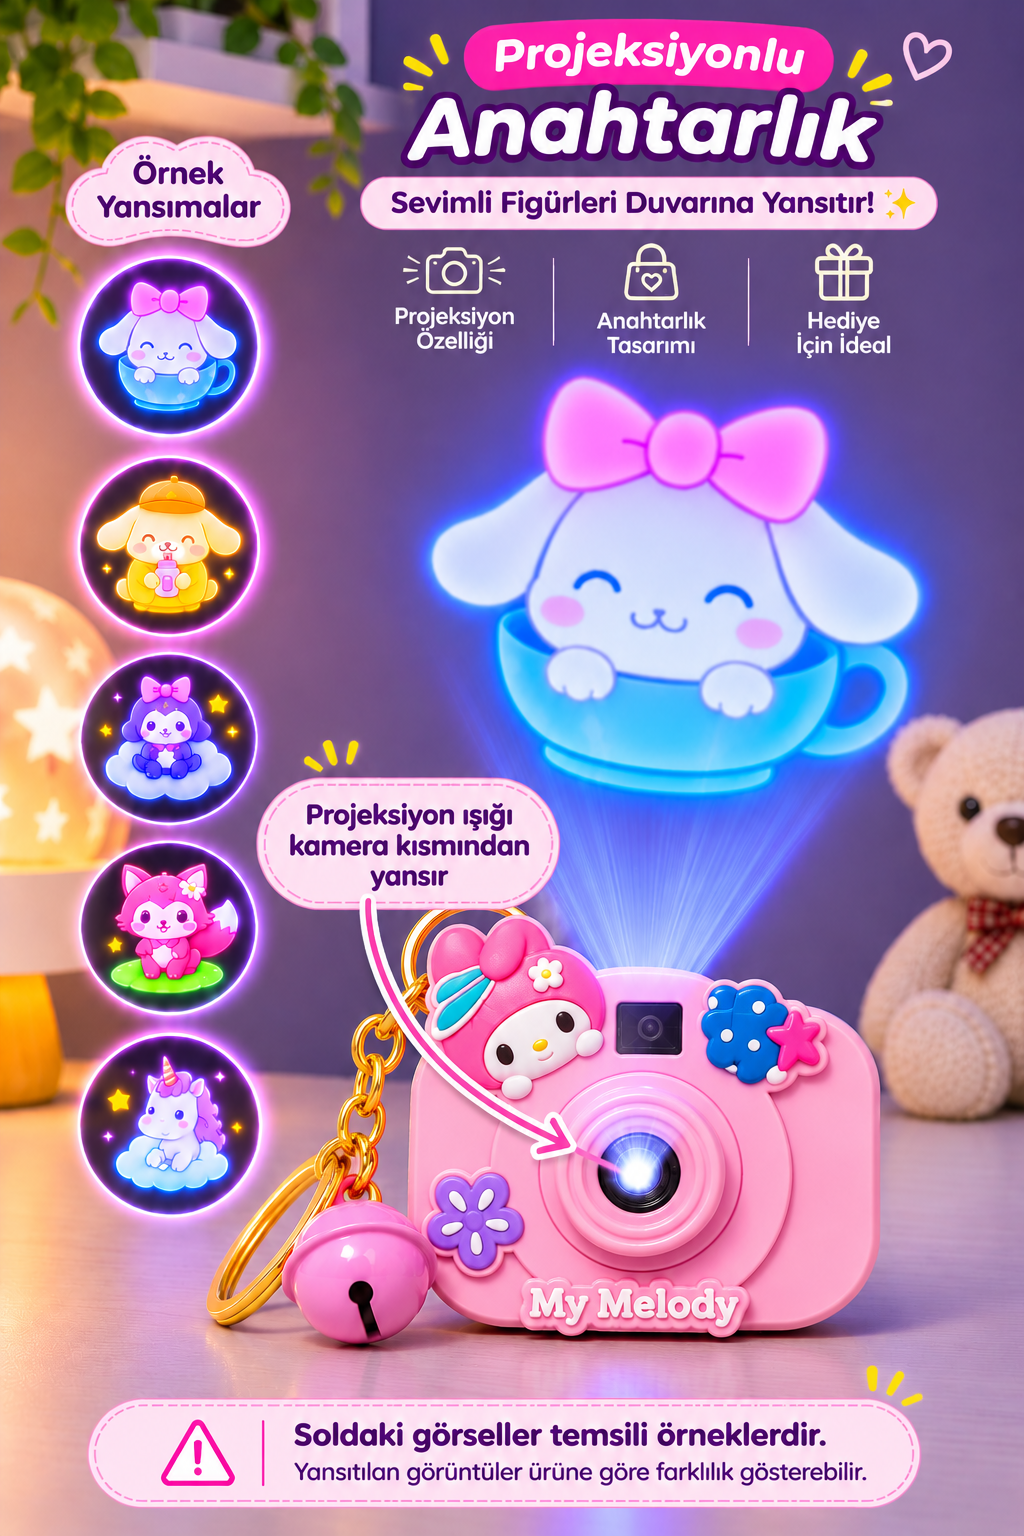 Projeksiyonlu
Anahtarlık
Sevimli Figürleri Duvarına Yansıtır!
Projeksiyon
Özelliği
Anahtarlık
Tasarımı
Hediye
İçin İdeal
Örnek
Yansımalar
Projeksiyon ışığı
kamera kısmından
yansır
My Melody
Soldaki görseller temsili örneklerdir.
Yansıtılan görüntüler ürüne göre farklılık gösterebilir.